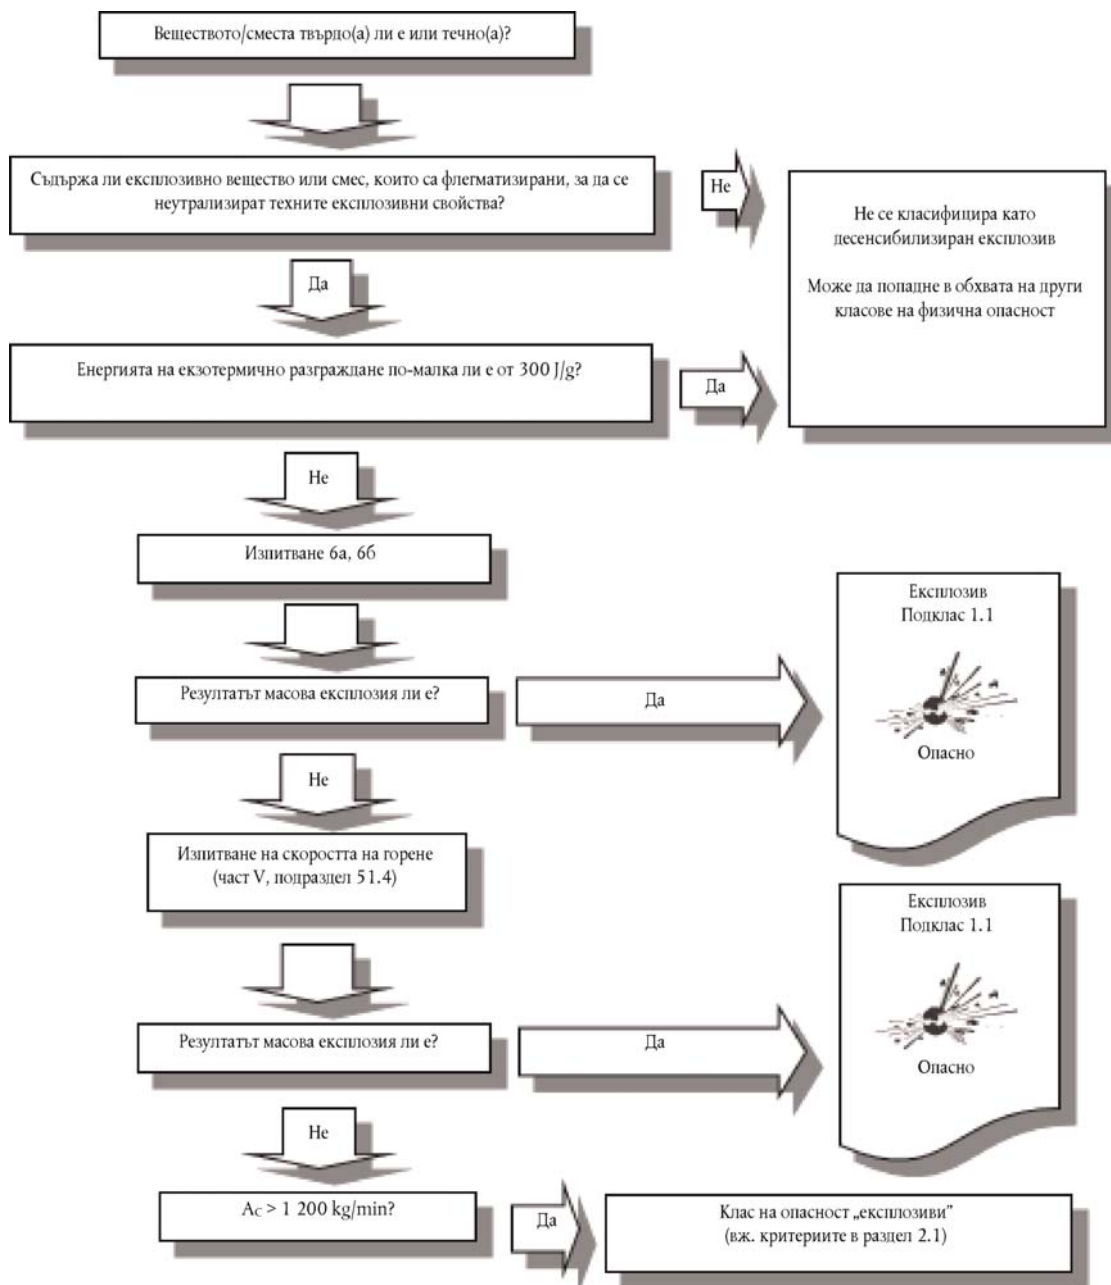 Веществото/сместа твърдо(а) ли е или течно(а)?
Съдържа ли експлозивно вещество или смес, които са флегматизирани, за да се
неутрализират техните експлозивни свойства?
Не
Не се класифицира като
десенсибилизиран експлозив
Може да попадне в обхвата на други
класове на физична опасност
Да
Енергията на екзотермично разграждане по-малка ли е от 300 J/g?
Да
Не
Изпитване 6а, 6б
Резултатът масова експлозия ли е?
Да
Експлозив
Подклас 1.1
Опасно
Не
Изпитване на скоростта на горене
(част V, подраздел 51.4)
Резултатът масова експлозия ли е?
Да
Експлозив
Подклас 1.1
Опасно
Не
AC > 1 200 kg/min?
Да
Клас на опасност „експлозиви”
(вж. критериите в раздел 2.1)